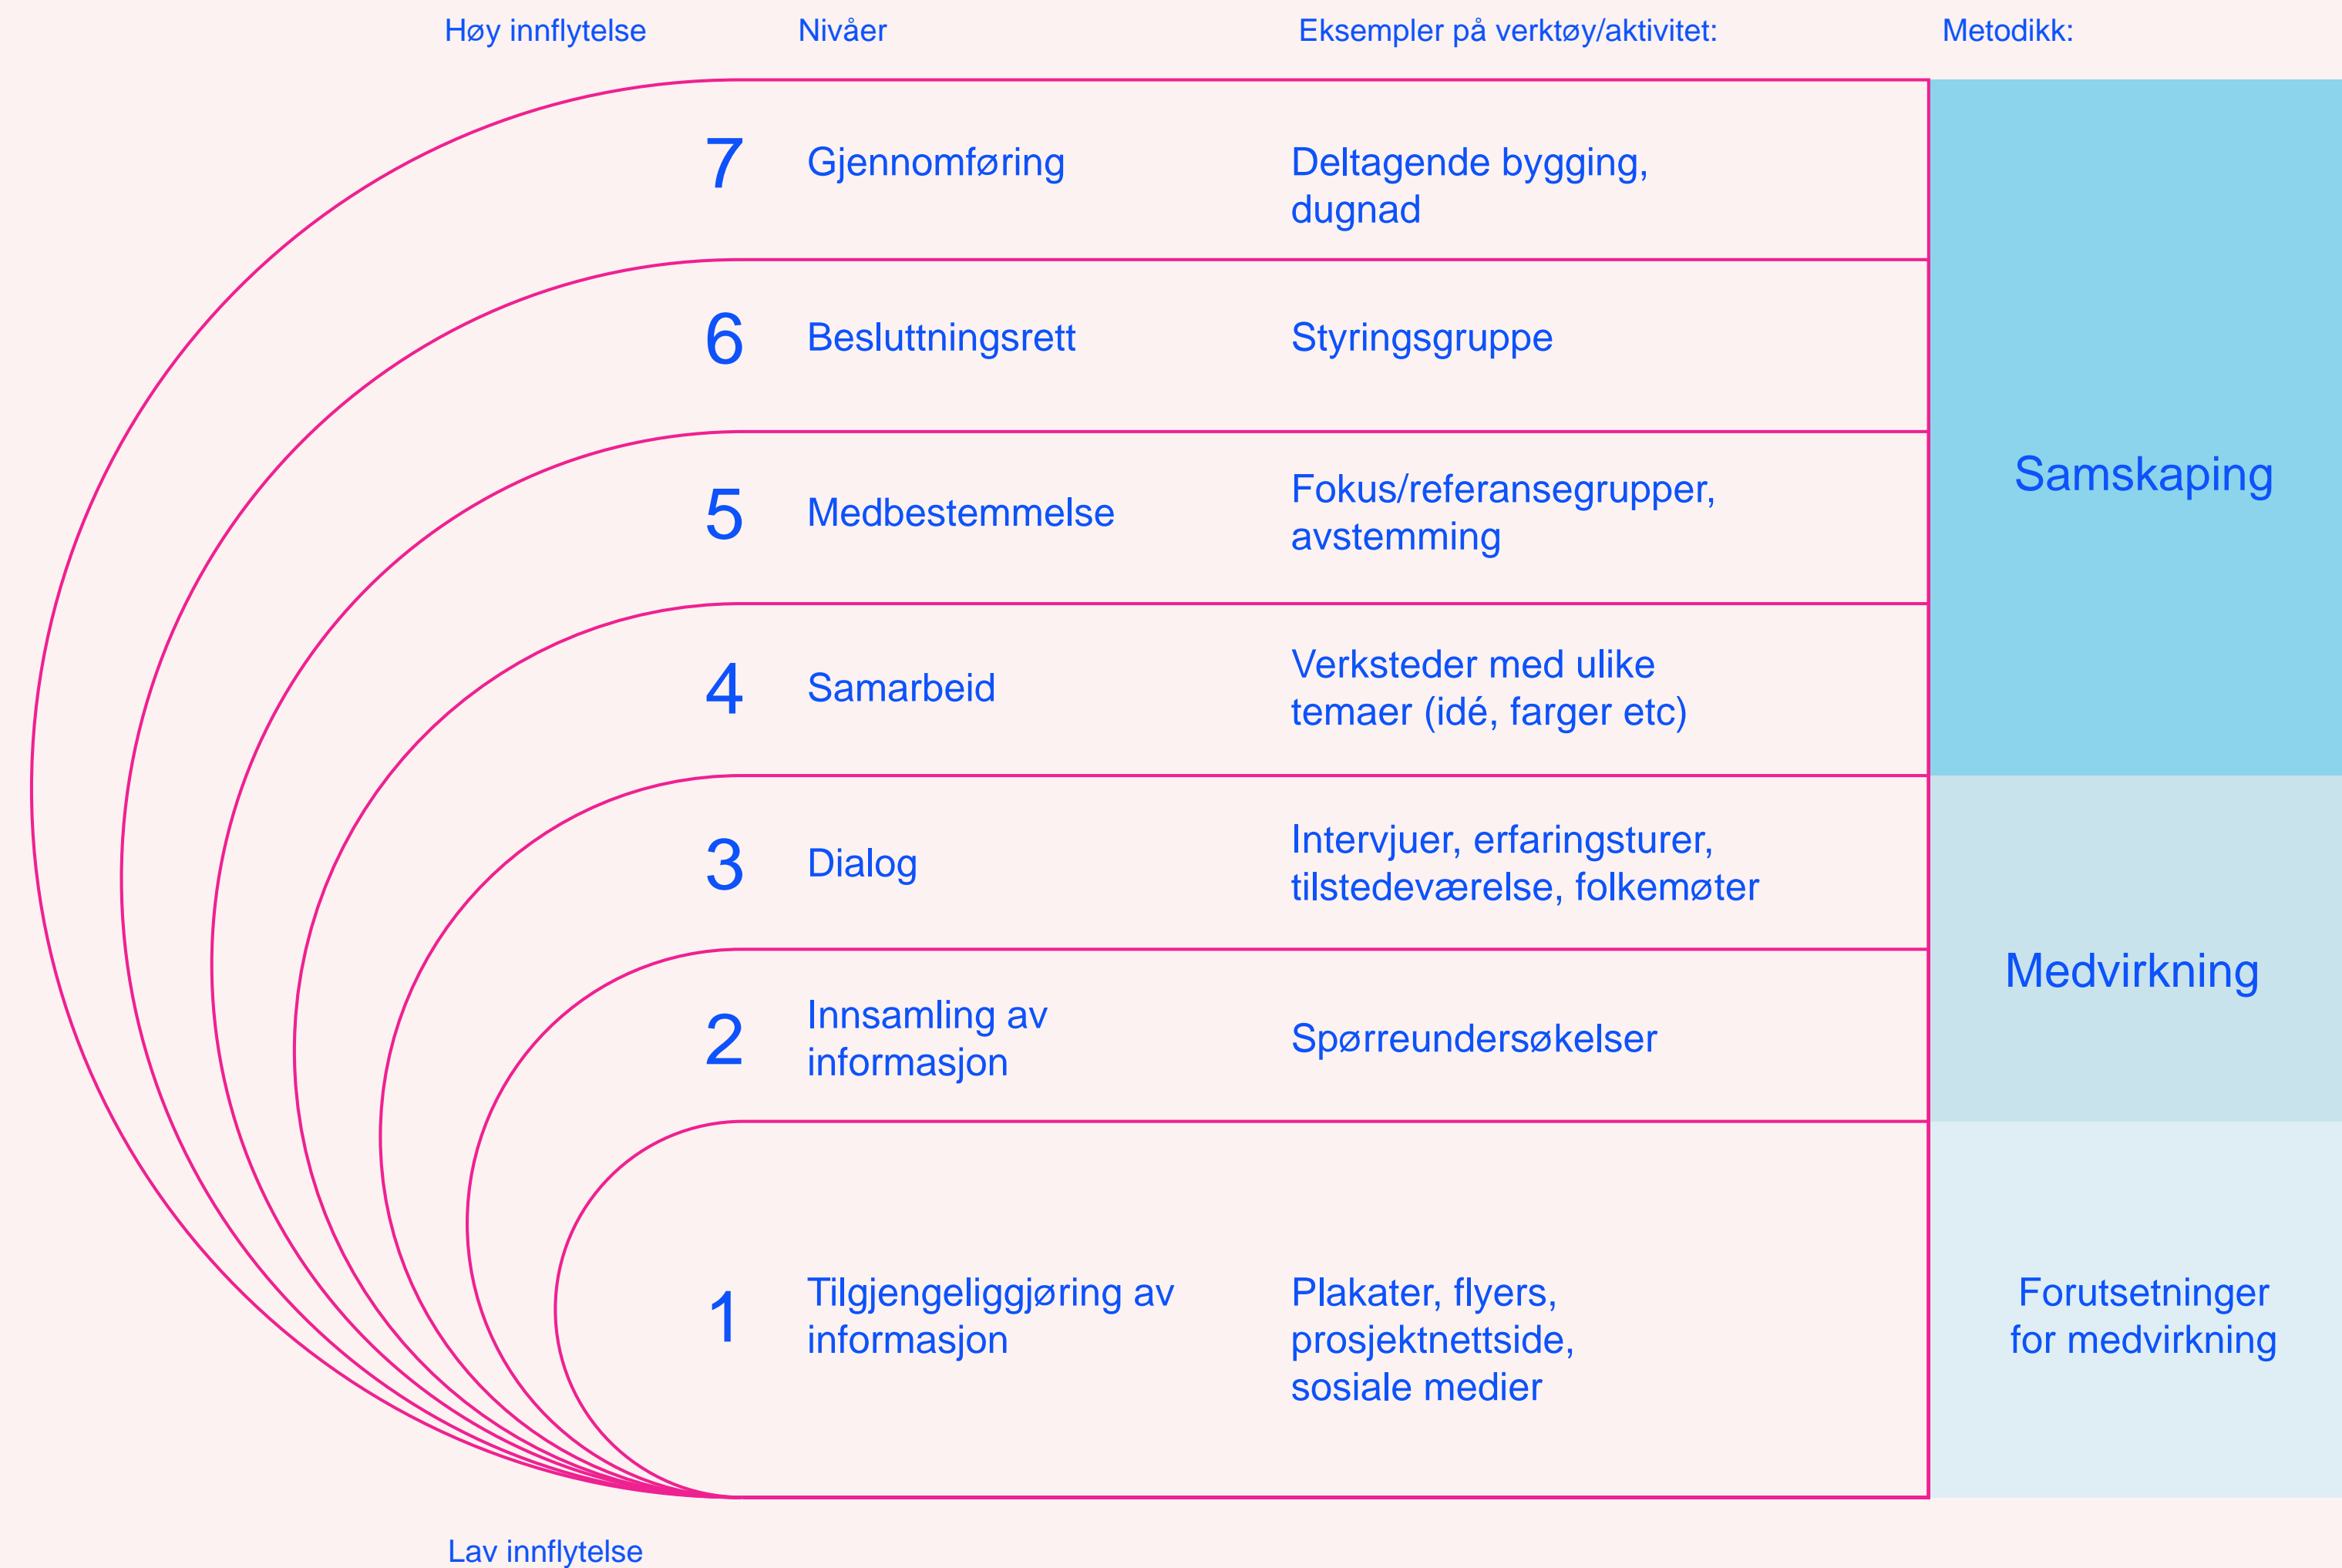 Høy innflytelse
Nivåer
Eksempler på verktøy/aktivitet:
Metodikk:
7
Gjennomføring
Deltagende bygging,
dugnad
6
Besluttningsrett
Styringsgruppe
5
Medbestemmelse
Fokus/referansegrupper,
avstemming
Samskaping
4
Samarbeid
Verksteder med ulike
temaer (idé, farger etc)
3
Dialog
Intervjuer, erfaringsturer,
tilstedeværelse, folkemøter
Medvirkning
2
Innsamling av
informasjon
Spørreundersøkelser
1
Tilgjengeliggjøring av
informasjon
Plakater, flyers,
prosjektnettside,
sosiale medier
Forutsetninger
for medvirkning
Lav innflytelse